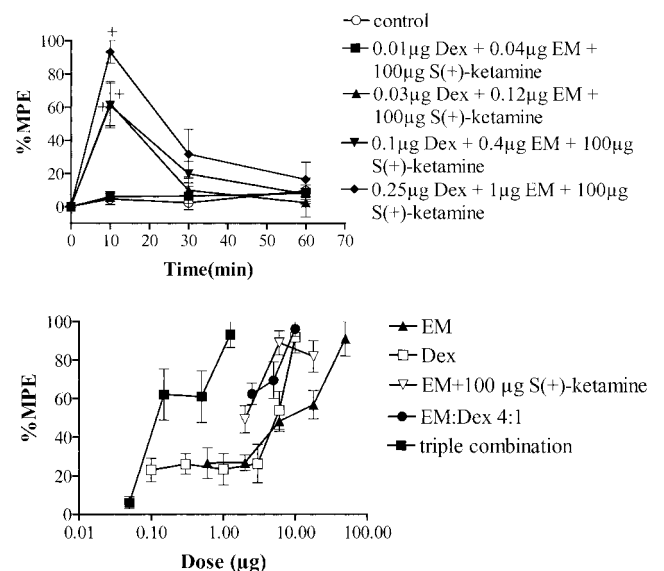 %MPE
100
80
60
40
20
0
0 10 20 30 40 50 60 70
Time(min)
+
+ +
control
0.01µg Dex + 0.04µg EM +
100µg S(+)-ketamine
0.03µg Dex + 0.12µg EM +
100µg S(+)-ketamine
0.1µg Dex + 0.4µg EM + 100µg
S(+)-ketamine
0.25µg Dex + 1µg EM + 100µg
S(+)-ketamine
%MPE
100
80
60
40
20
0
0.01 0.10 1.00 10.00 100.00
Dose (µg)
EM
Dex
EM+100 µg S(+)-ketamine
EM:Dex 4:1
triple combination